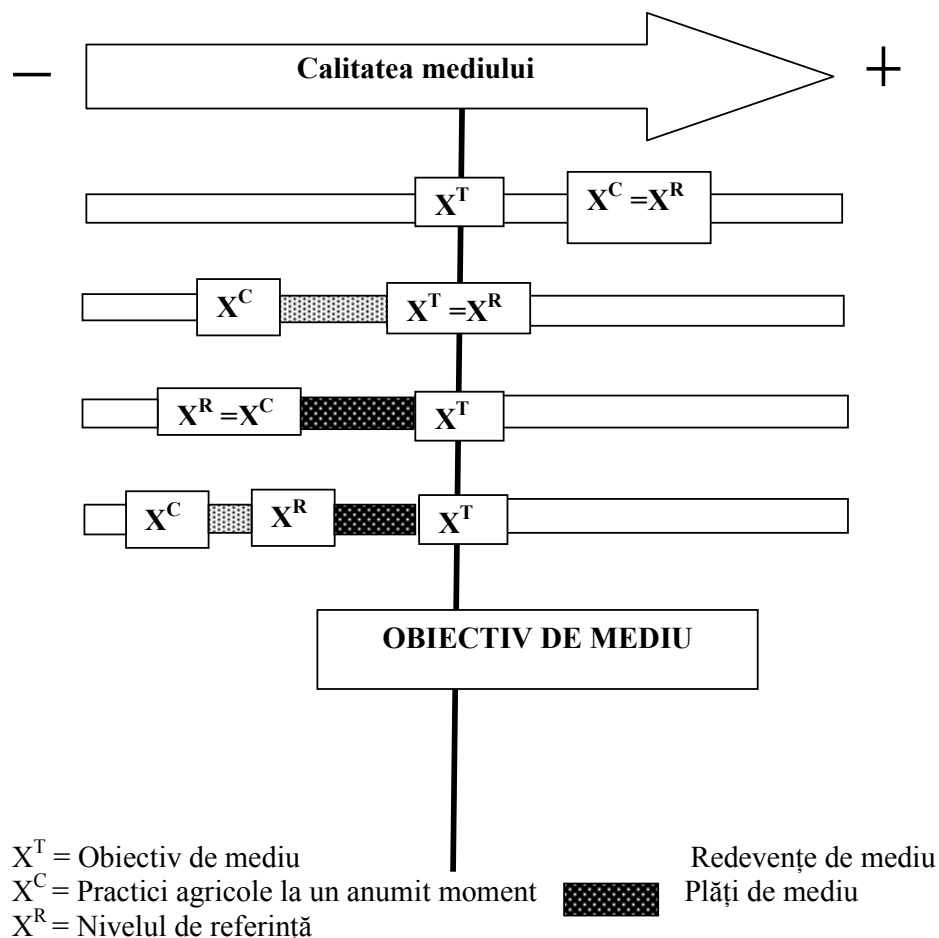 − Calitatea mediului +
X^T X^C =X^R
X^C X^T =X^R
X^R =X^C X^T
X^C X^R X^T
OBIECTIV DE MEDIU
X^T = Obiectiv de mediu Redevențe de mediu
X^C = Practici agricole la un anumit moment Plăți de mediu
X^R = Nivelul de referință